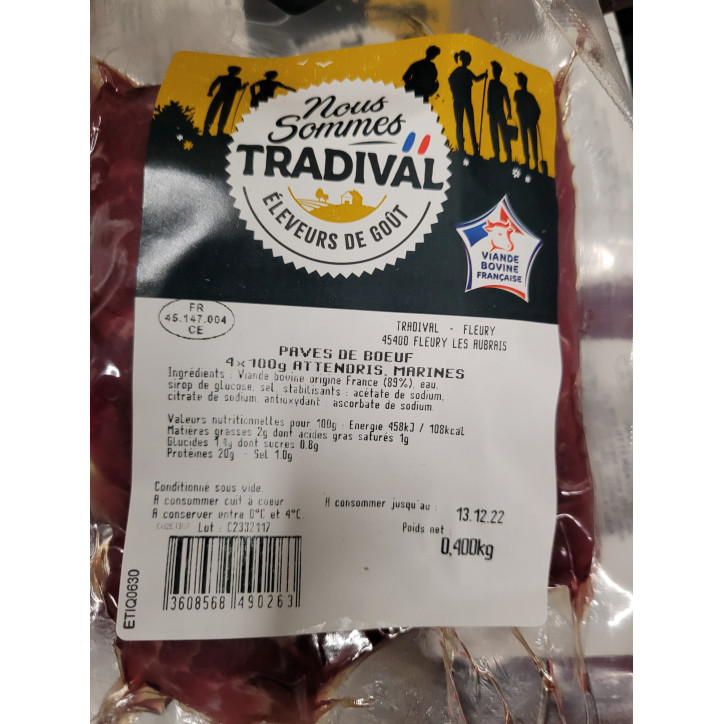 Nous
Sommes
TRADIVAL
ÉLEVEURS DE GOÛT
VIANDE
BOVINE
FRANÇAISE
FR
45.147.004
CE
TRADIVAL - FLEURY
45400 FLEURY LES AUBRAIS
PAVES DE BOEUF
4x100g ATTENDRIS, MARINES
Ingrédients : Viande bovine origine France (89%), eau,
sirop de glucose, sel, stabilisants : acétate de sodium,
citrate de sodium, antioxydant : ascorbate de sodium.
Valeurs nutritionnelles pour 100g : Energie 458kJ / 108kcal
Matières grasses 2g dont acides gras saturés 1g
Glucides dont sucres 0.8g
Protéines 20g - Sel 1.0g
Conditionné sous vide.
A consommer cuit à coeur
A conserver entre 0°C et 4°C.
Lot : C2332117
A consommer jusqu'au : 13.12.22
Poids net :
0,400kg
3608568 490263
ETIQ0630